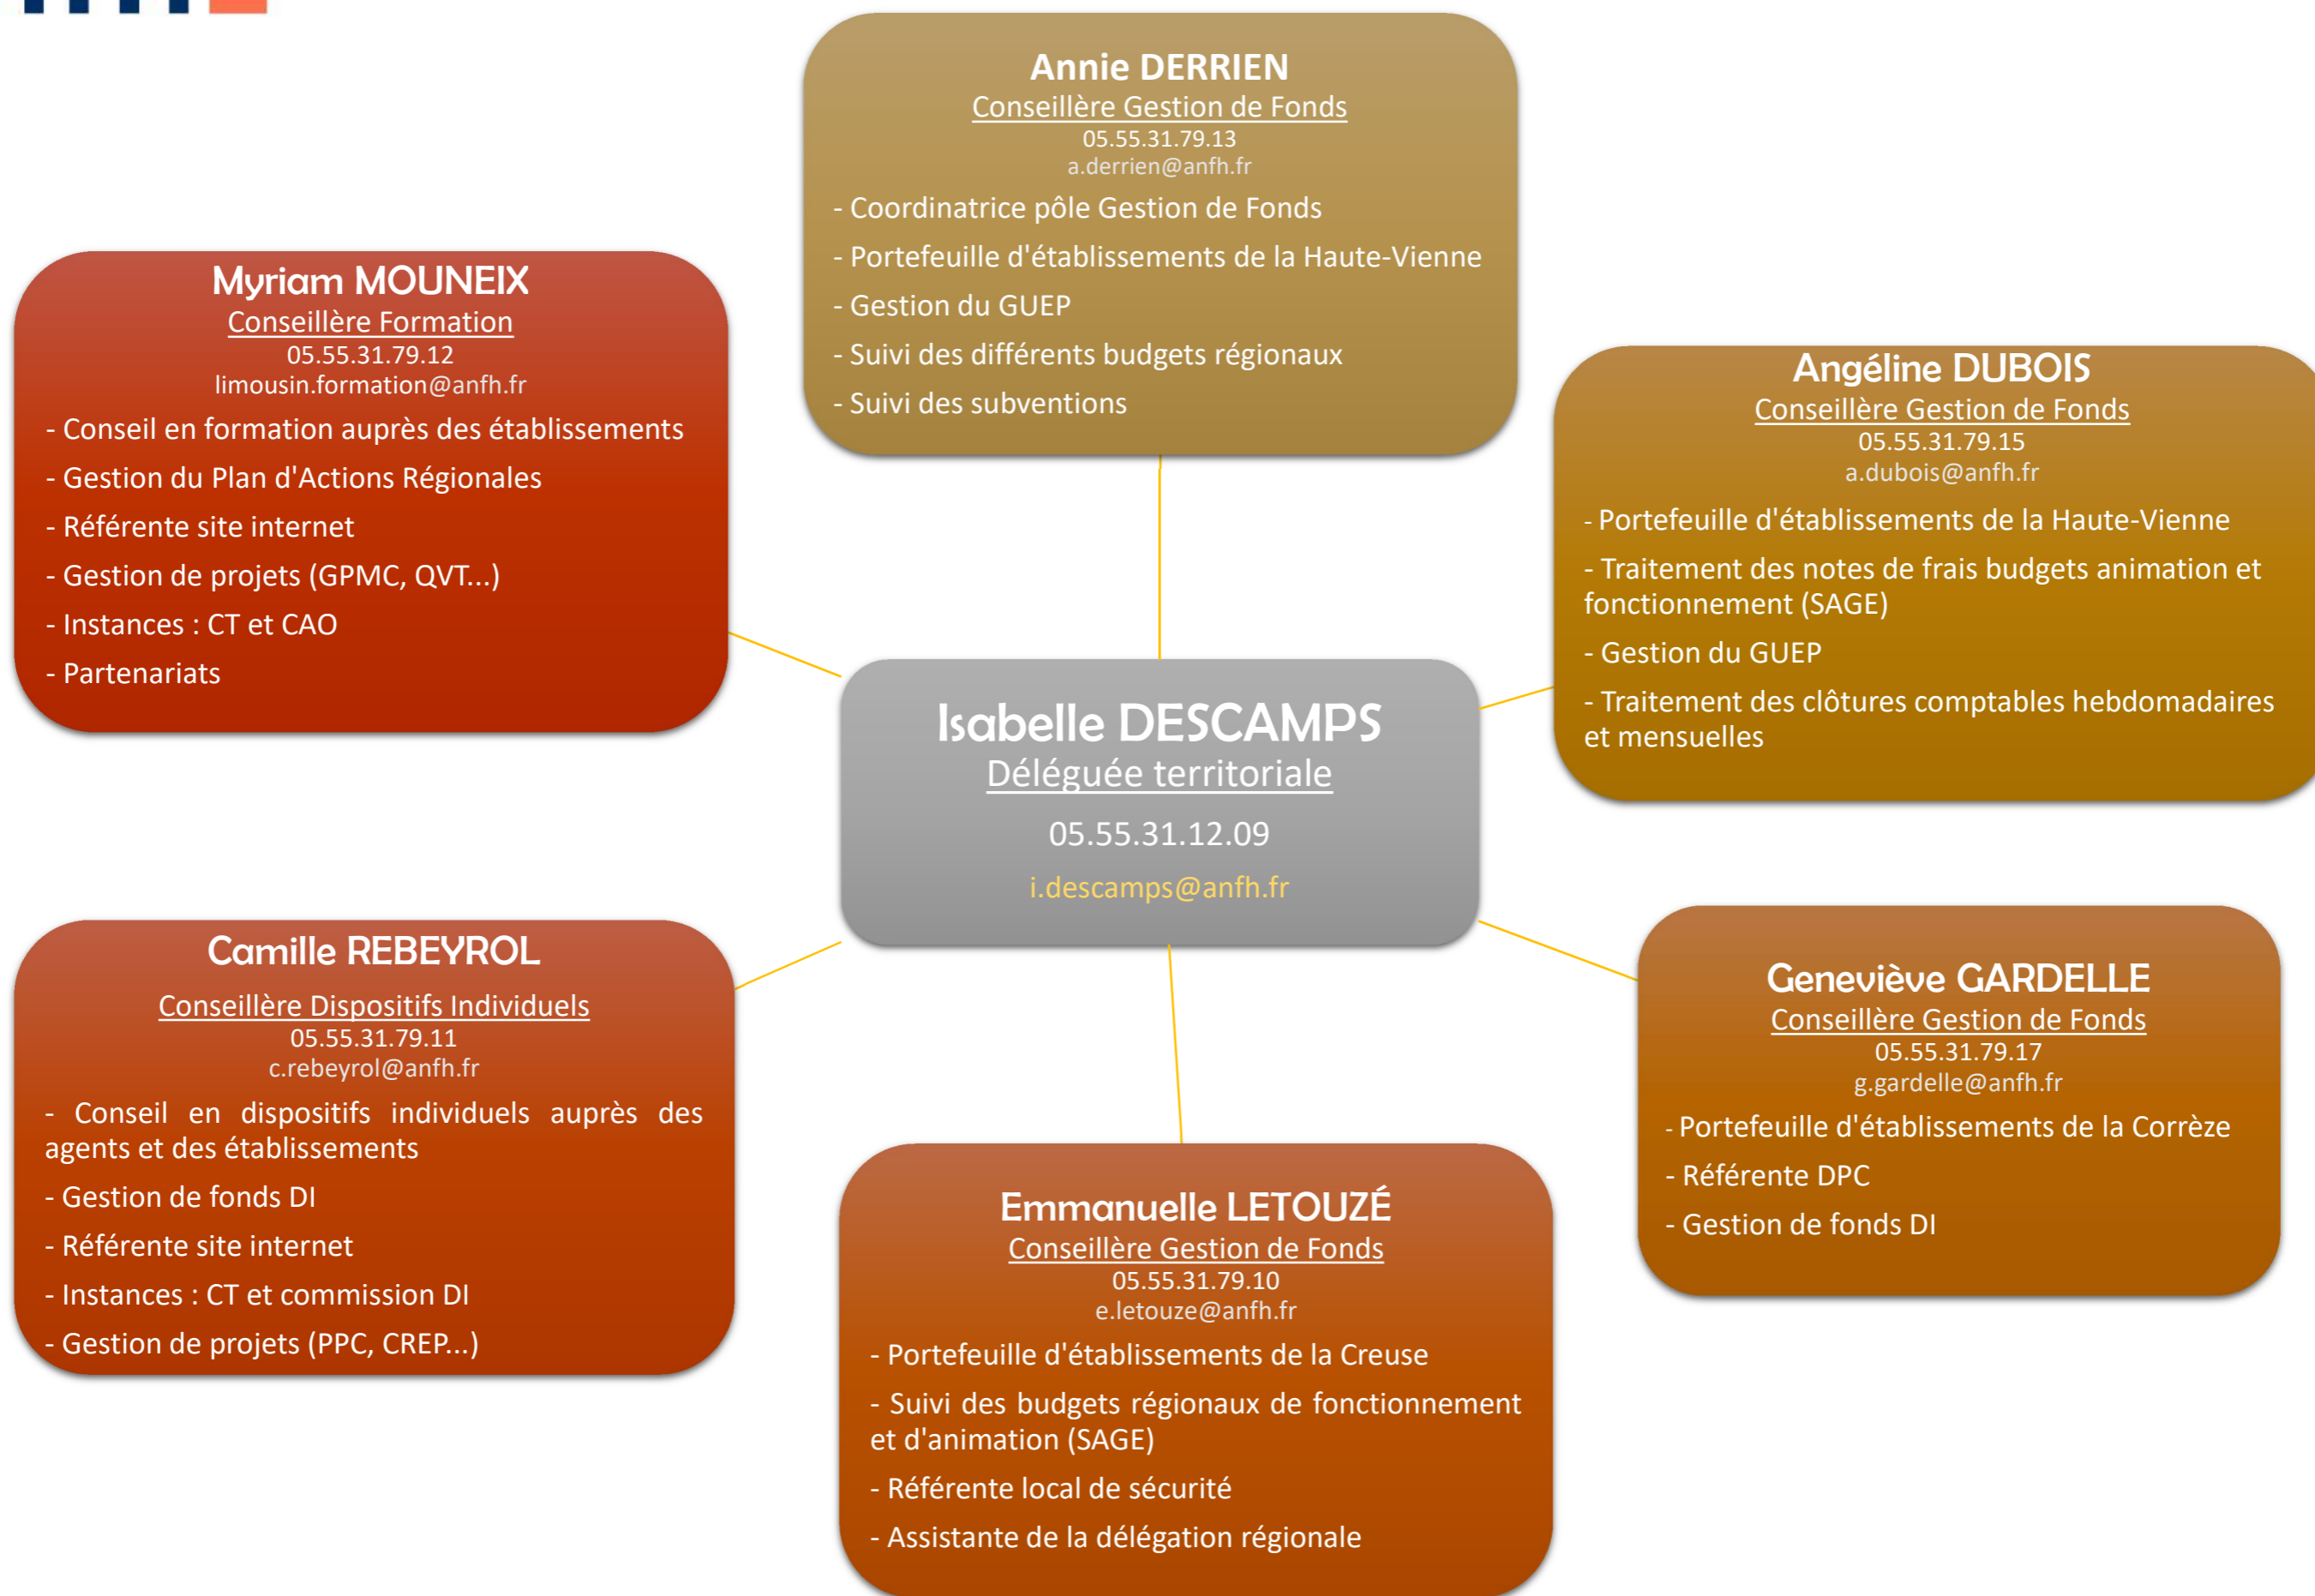 Annie DERRIEN
Conseillère Gestion de Fonds
05.55.31.79.13
a.derrien@anfh.fr
- Coordinatrice pôle Gestion de Fonds
- Portefeuille d'établissements de la Haute-Vienne
- Gestion du GUEP
- Suivi des différents budgets régionaux
- Suivi des subventions
Myriam MOUNEIX
Conseillère Formation
05.55.31.79.12
limousin.formation@anfh.fr
- Conseil en formation auprès des établissements
- Gestion du Plan d'Actions Régionales
- Référente site internet
- Gestion de projets (GPMC, QVT...)
- Instances : CT et CAO
- Partenariats
Angéline DUBOIS
Conseillère Gestion de Fonds
05.55.31.79.15
a.dubois@anfh.fr
- Portefeuille d'établissements de la Haute-Vienne
- Traitement des notes de frais budgets animation et
fonctionnement (SAGE)
- Gestion du GUEP
- Traitement des clôtures comptables hebdomadaires
et mensuelles
Isabelle DESCAMPS
Déléguée territoriale
05.55.31.12.09
i.descamps@anfh.fr
Camille REBEYROL
Conseillère Dispositifs Individuels
05.55.31.79.11
c.rebeyrol@anfh.fr
- Conseil en dispositifs individuels auprès des
agents et des établissements
- Gestion de fonds DI
- Référente site internet
- Instances : CT et commission DI
- Gestion de projets (PPC, CREP...)
Geneviève GARDELLE
Conseillère Gestion de Fonds
05.55.31.79.17
g.gardelle@anfh.fr
- Portefeuille d'établissements de la Corrèze
- Référente DPC
- Gestion de fonds DI
Emmanuelle LETOUZÉ
Conseillère Gestion de Fonds
05.55.31.79.10
e.letouze@anfh.fr
- Portefeuille d'établissements de la Creuse
- Suivi des budgets régionaux de fonctionnement
et d'animation (SAGE)
- Référente local de sécurité
- Assistante de la délégation régionale